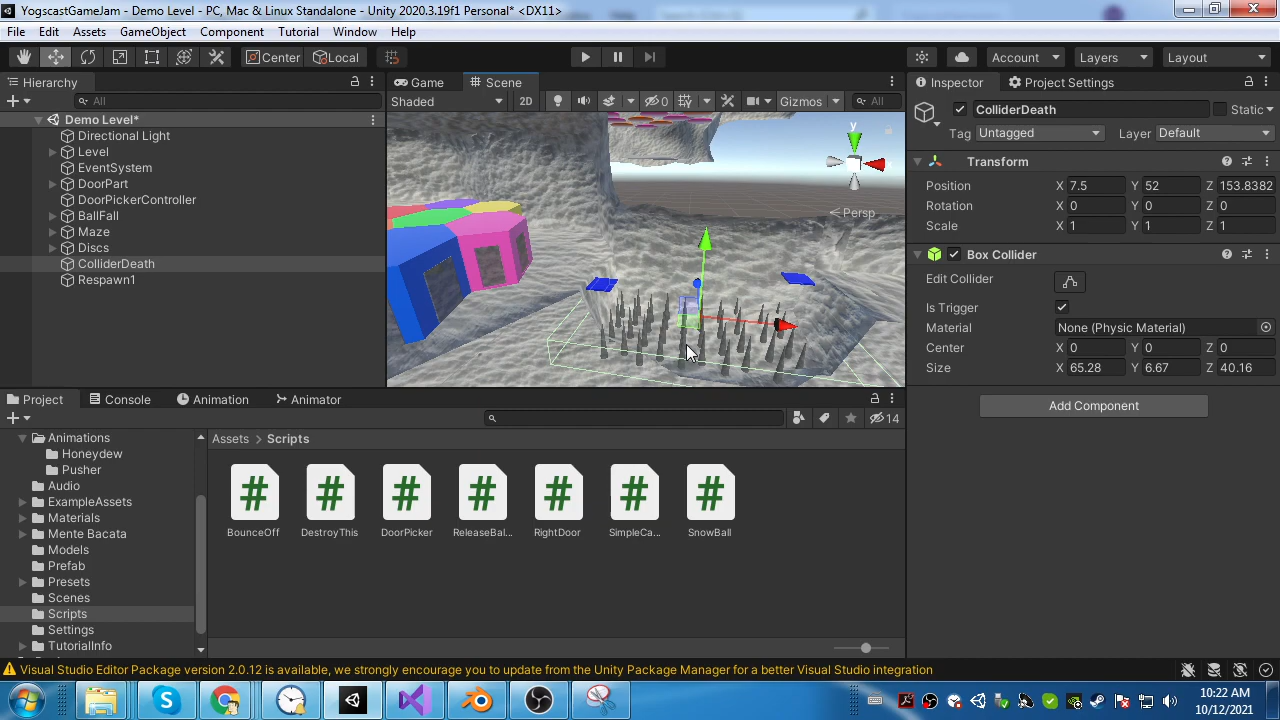 YogscastGameJam - Demo Level - PC, Mac & Linux Standalone - Unity 2020.3.19f1 Personal* <DX11>
File Edit Assets GameObject Component Tutorial Window Help
Center Local Account Layers Layout
Hierarchy Game Scene Inspector Project Settings
All Shaded 2D 0 Gizmos All ColliderDeath Static
Demo Level*
Tag Untagged Layer Default
Directional Light
Level
EventSystem
DoorPart
DoorPickerController
BallFall
Maze
Discs
ColliderDeath
Respawn1
y
Persp
Transform
Position X 7.5 Y 52 Z 153.8382
Rotation X 0 Y 0 Z 0
Scale X 1 Y 1 Z 1
Box Collider
Edit Collider
Is Trigger
Material None (Physic Material)
Center X 0 Y 0 Z 0
Size X 65.28 Y 6.67 Z 40.16
Add Component
Project Console Animation Animator
14
Animations
Honeydew
Pusher
Audio
ExampleAssets
Materials
Mente Bacata
Models
Prefab
Presets
Scenes
Scripts
Settings
TutorialInfo
Assets > Scripts
# # # # # # #
BounceOff DestroyThis DoorPicker ReleaseBal... RightDoor SimpleCa... SnowBall
Visual Studio Editor Package version 2.0.12 is available, we strongly encourage you to update from the Unity Package Manager for a better Visual Studio integration
10:22 AM
10/12/2021